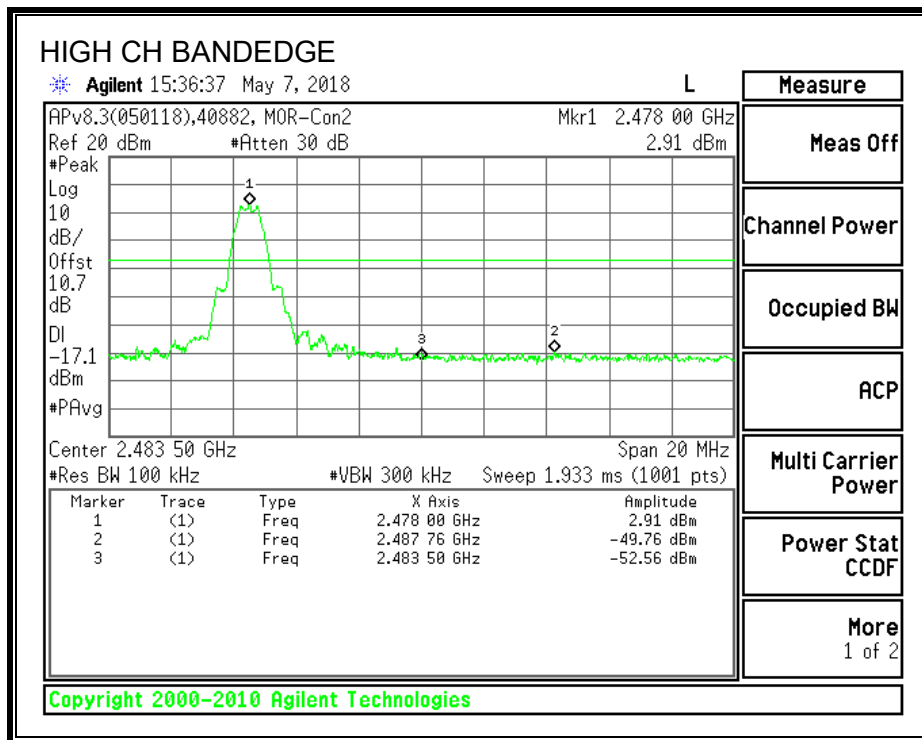 HIGH CH BANDEDGE
Agilent 15:36:37 May 7, 2018 L
APv8.3(050118),40882, MOR-Con2 Mkr1 2.478 00 GHz
Ref 20 dBm #Atten 30 dB 2.91 dBm
#Peak
Log
10
dB/
Offst
10.7
dB
DI
-17.1
dBm
#PAvg
1
3
2
Center 2.483 50 GHz Span 20 MHz
#Res BW 100 kHz #VBW 300 kHz Sweep 1.933 ms (1001 pts)
Marker Trace Type X Axis Amplitude
1 (1) Freq 2.478 00 GHz 2.91 dBm
2 (1) Freq 2.487 76 GHz -49.76 dBm
3 (1) Freq 2.483 50 GHz -52.56 dBm
Measure
Meas Off
Channel Power
Occupied BW
ACP
Multi Carrier
Power
Power Stat
CCDF
More
1 of 2
Copyright 2000-2010 Agilent Technologies